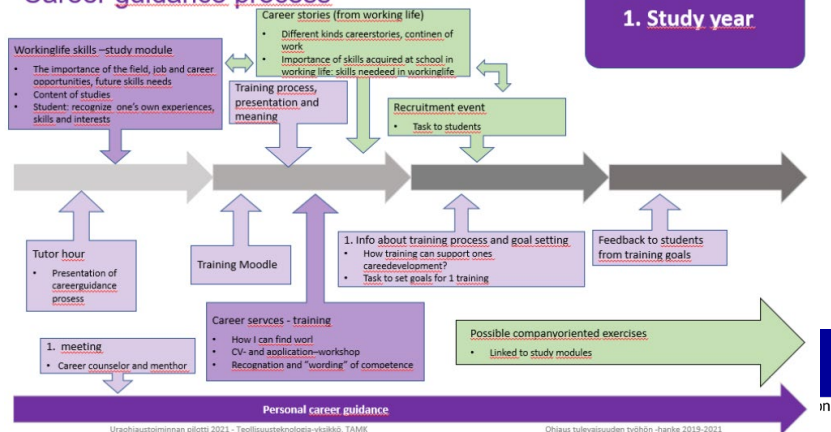 Career guidance process
1. Study year
Career stories (from working life)
• Different kinds careerstories, continen of
work
• Importance of skills acquired at school in
working life: skills needeed in workinglife
Workinglife skills –study module
• The importance of the field, job and career
opportunities, future skills needs
• Content of studies
• Student: recognize one's own experiences,
skills and interests
Training process,
presentation and
meaning
Recruitment event
• Task to students
Tutor hour
• Presentation of
careerguidance
prosess
Training Moodle
1. Info about training process and goal setting
• How training can support ones
careedevelopment?
• Task to set goals for 1 training
Feedback to students
from training goals
Career servces - training
• How I can find worl
• CV- and application–workshop
• Recognation and "wording" of competence
Possible companyoriented exercises
• Linked to study modules
1. meeting
• Career counselor and menthor
Personal career guidance
Uraohjaustoiminnan pilotti 2021 - Teollisuusteknologia-yksikkö, TAMK
Ohjaus tulevaisuuden työhön -hanke 2019-2021
on